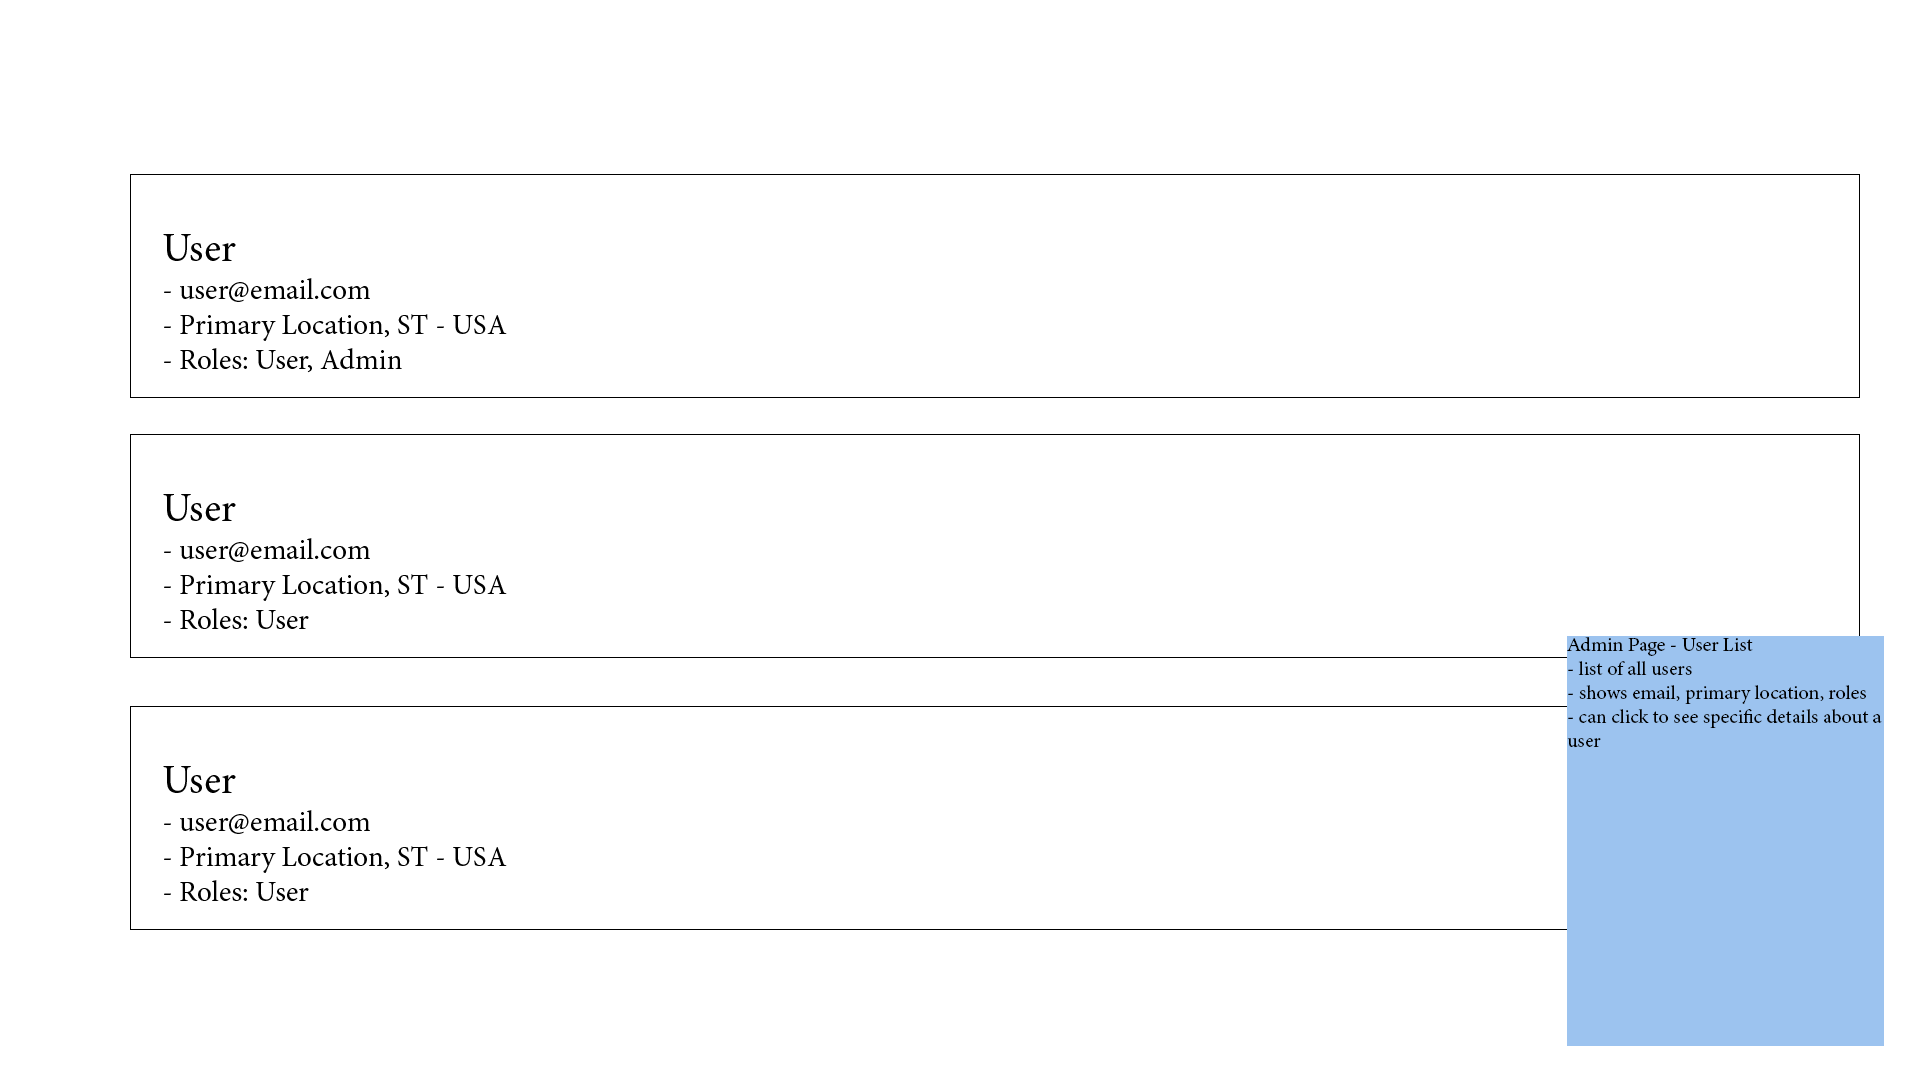 User
- user@email.com
- Primary Location, ST - USA
- Roles: User, Admin
User
- user@email.com
- Primary Location, ST - USA
- Roles: User
User
- user@email.com
- Primary Location, ST - USA
- Roles: User
Admin Page - User List
- list of all users
- shows email, primary location, roles
- can click to see specific details about a
user